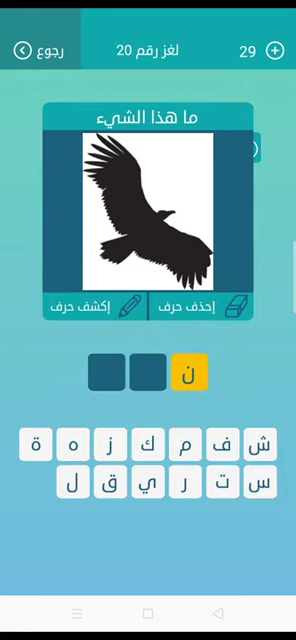 29 لغز رقم 20 رجوع
ما هذا الشيء
إحذف حرف إكشف حرف
ن
ش ف م ك ز ه ة
س ت ر ي ق ل